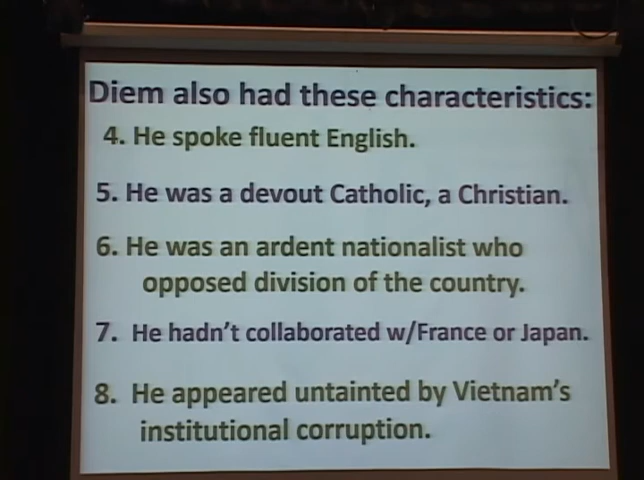 Diem also had these characteristics:
4. He spoke fluent English.
5. He was a devout Catholic, a Christian.
6. He was an ardent nationalist who
opposed division of the country.
7. He hadn't collaborated w/France or Japan.
8. He appeared untainted by Vietnam's
institutional corruption.